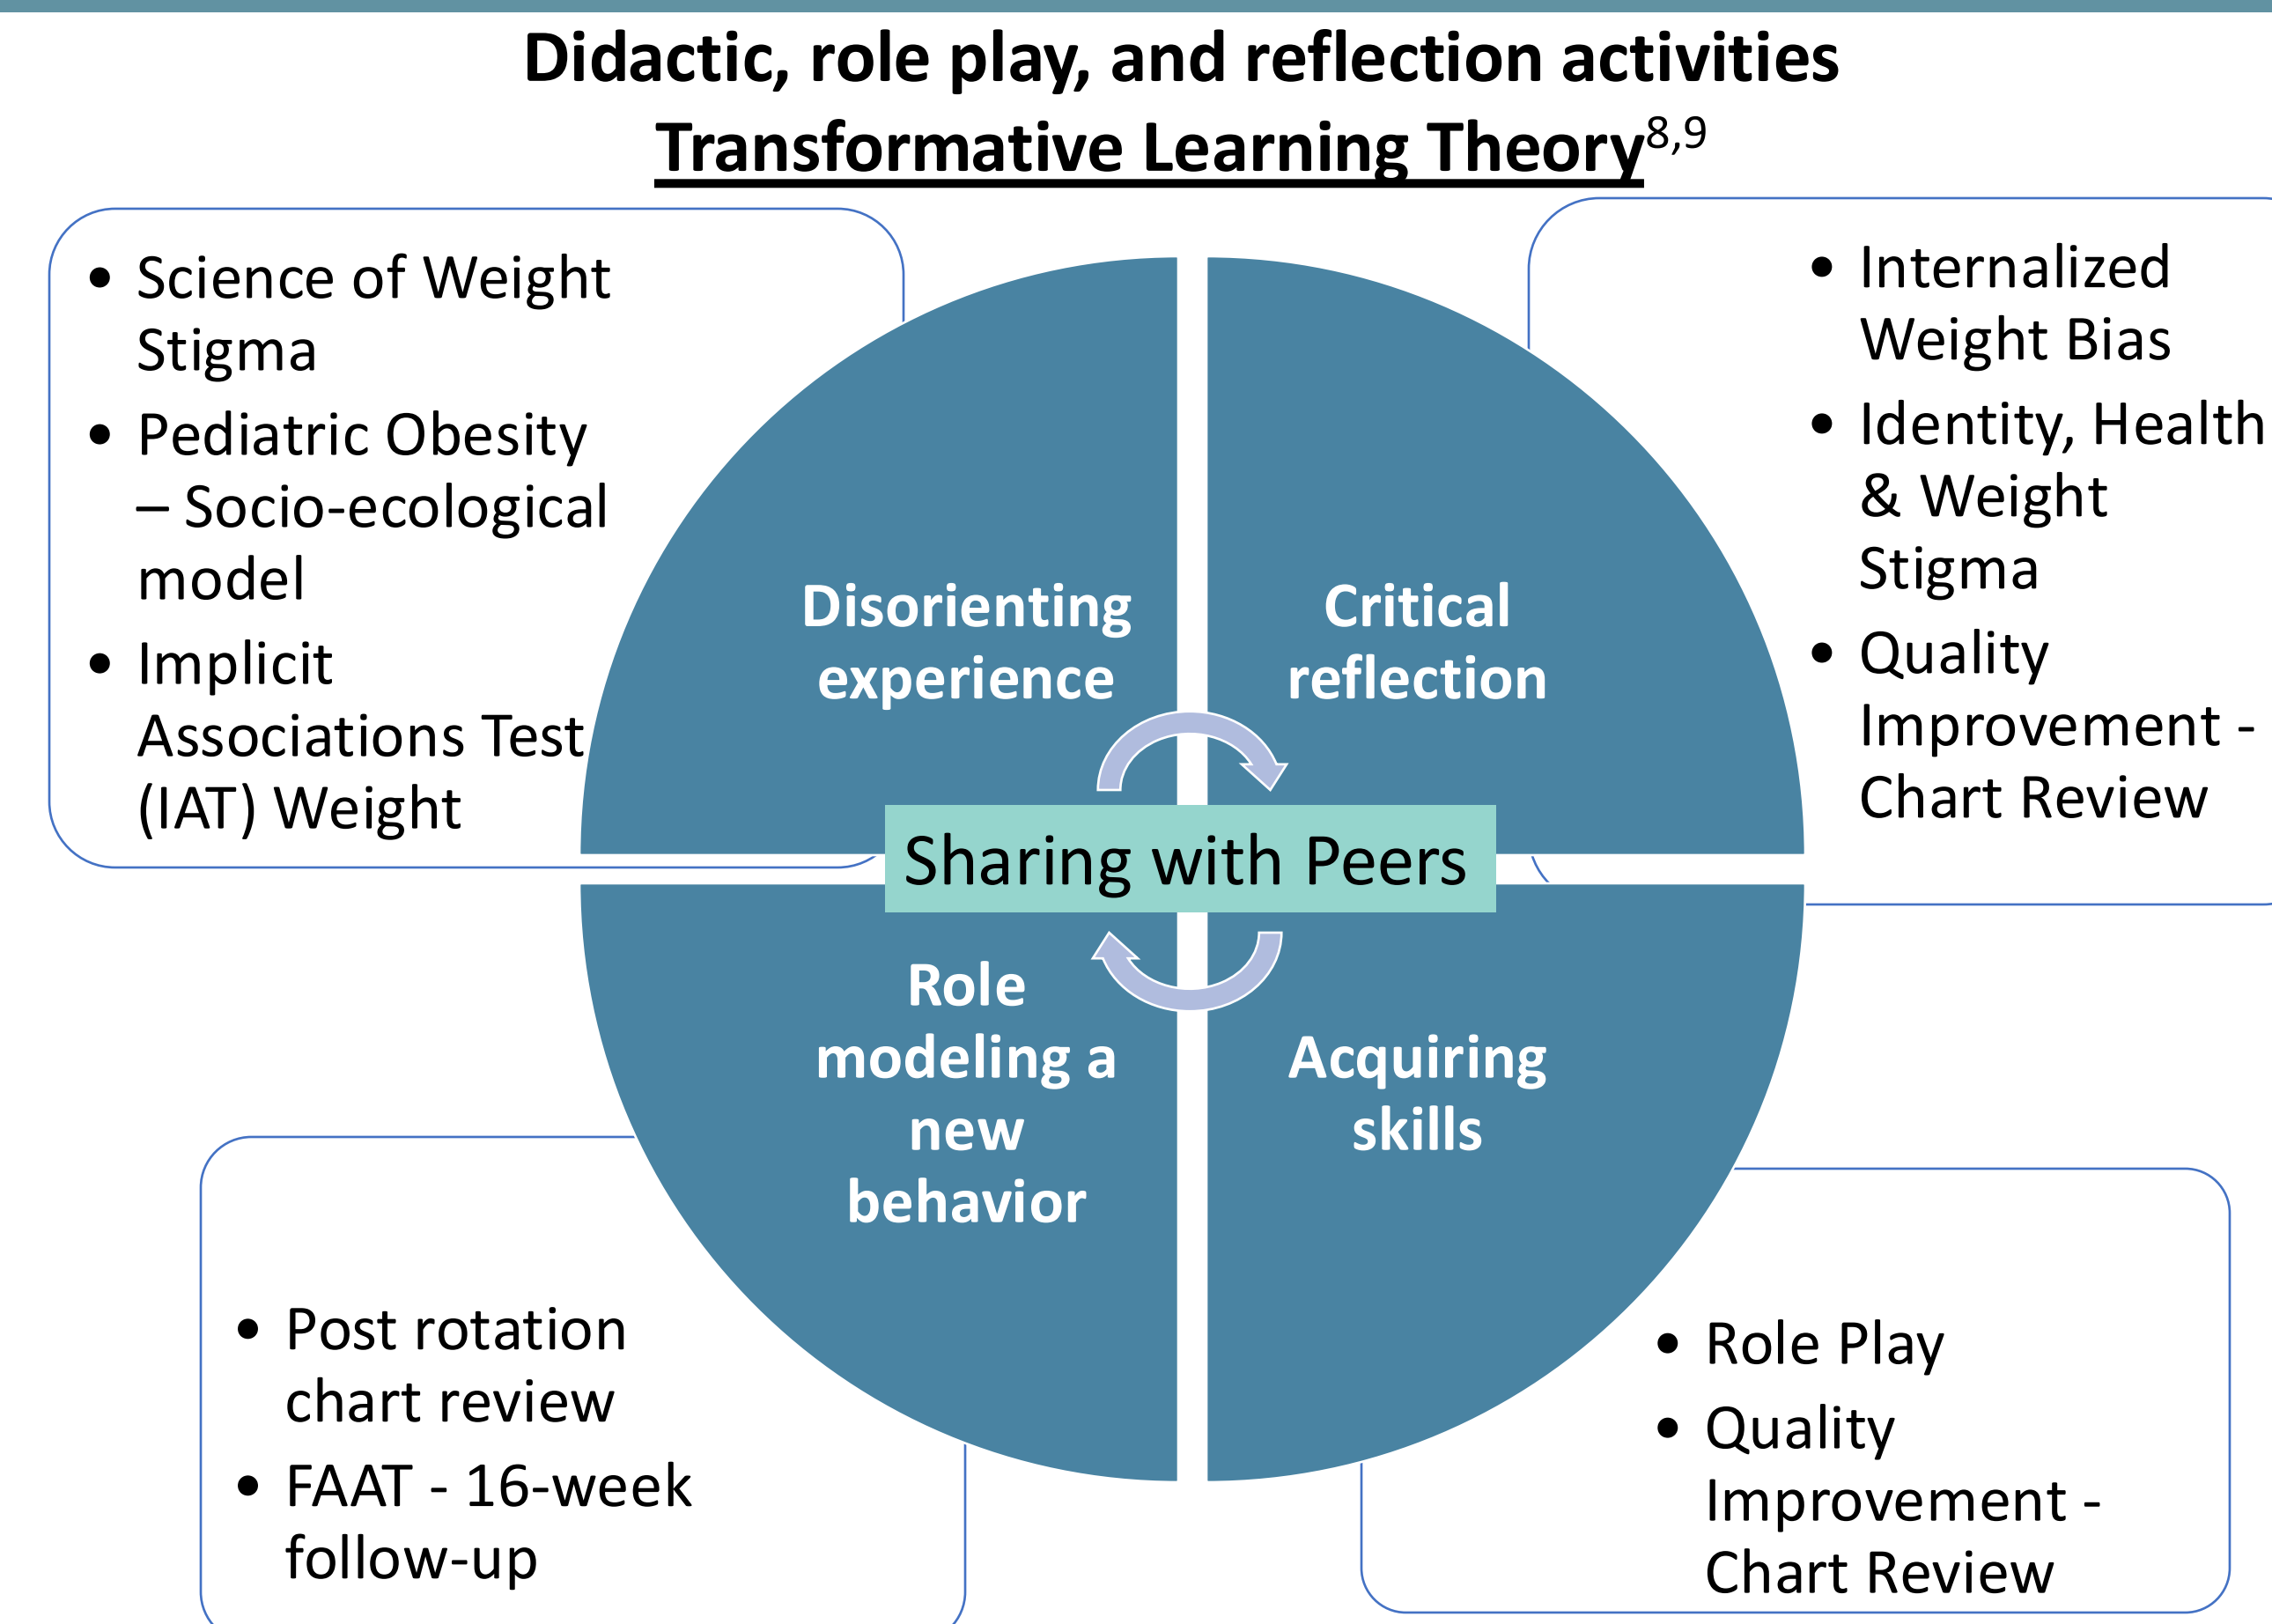 Didactic, role play, and reflection activities
Transformative Learning Theory8,9
• Science of Weight
Stigma
• Pediatric Obesity
– Socio-ecological
model
• Implicit
Associations Test
(IAT) Weight
Disorienting
experience
Critical
reflection
• Internalized
Weight Bias
• Identity, Health
& Weight
Stigma
• Quality
Improvement -
Chart Review
Sharing with Peers
Role
modeling a
new
behavior
Acquiring
skills
• Post rotation
chart review
• FAAT - 16-week
follow-up
• Role Play
• Quality
Improvement -
Chart Review